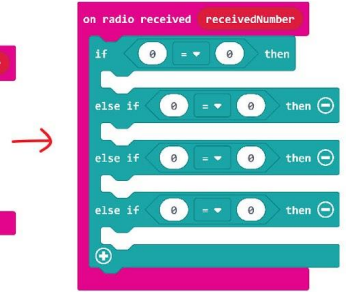 on radio received receivedNumber
if 0 = 0 then
else if 0 = 0 then
else if 0 = 0 then
else if 0 = 0 then